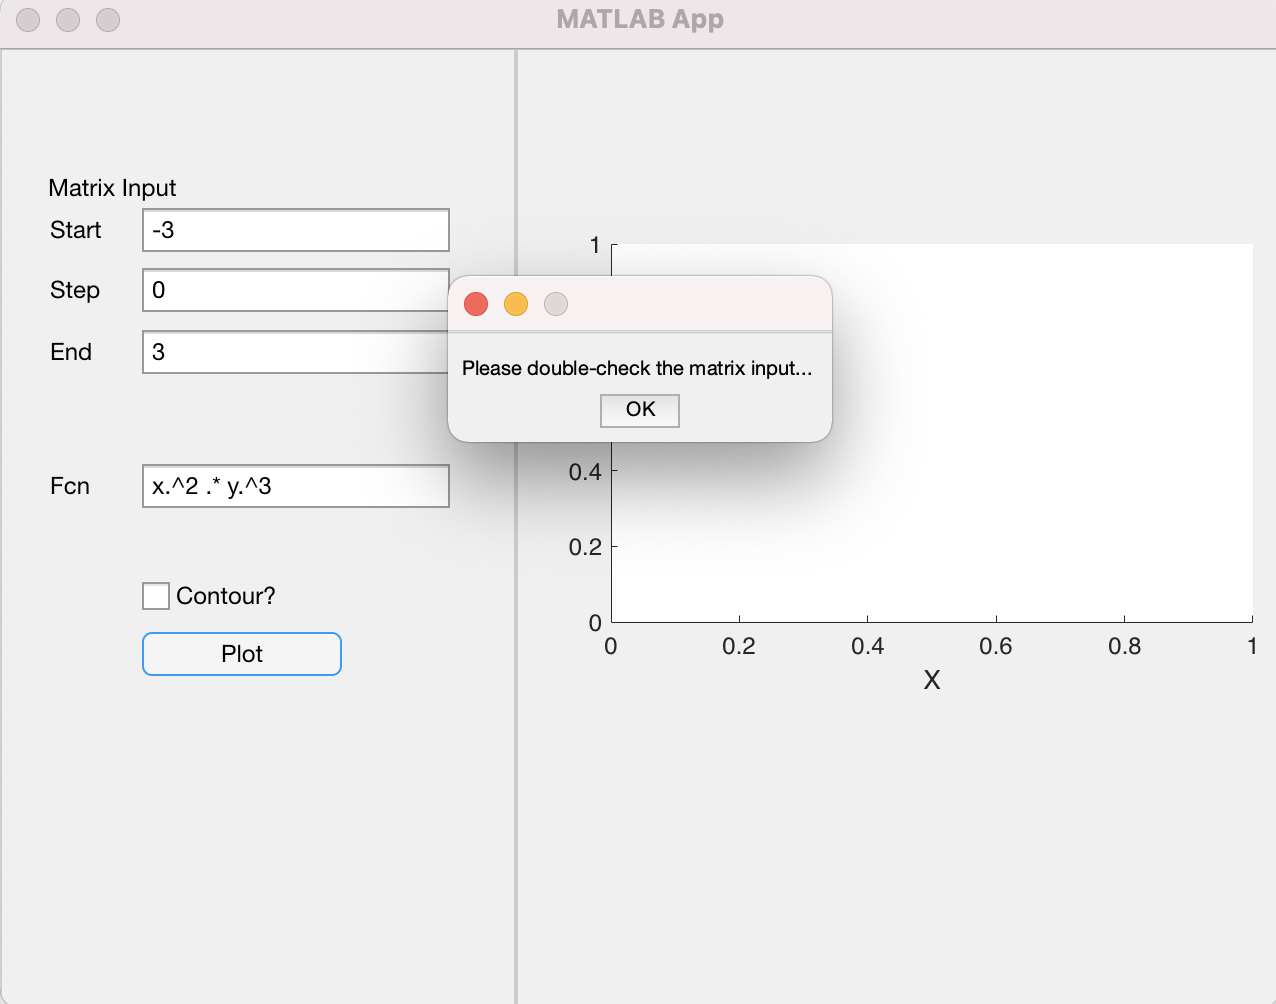 MATLAB App
Matrix Input
Start
-3
Step
0
End
3
Fcn
x.^2 .* y.^3
Contour?
Plot
Please double-check the matrix input...
OK
1
0.4
0.2
0
0 0.2 0.4 0.6 0.8 1
X